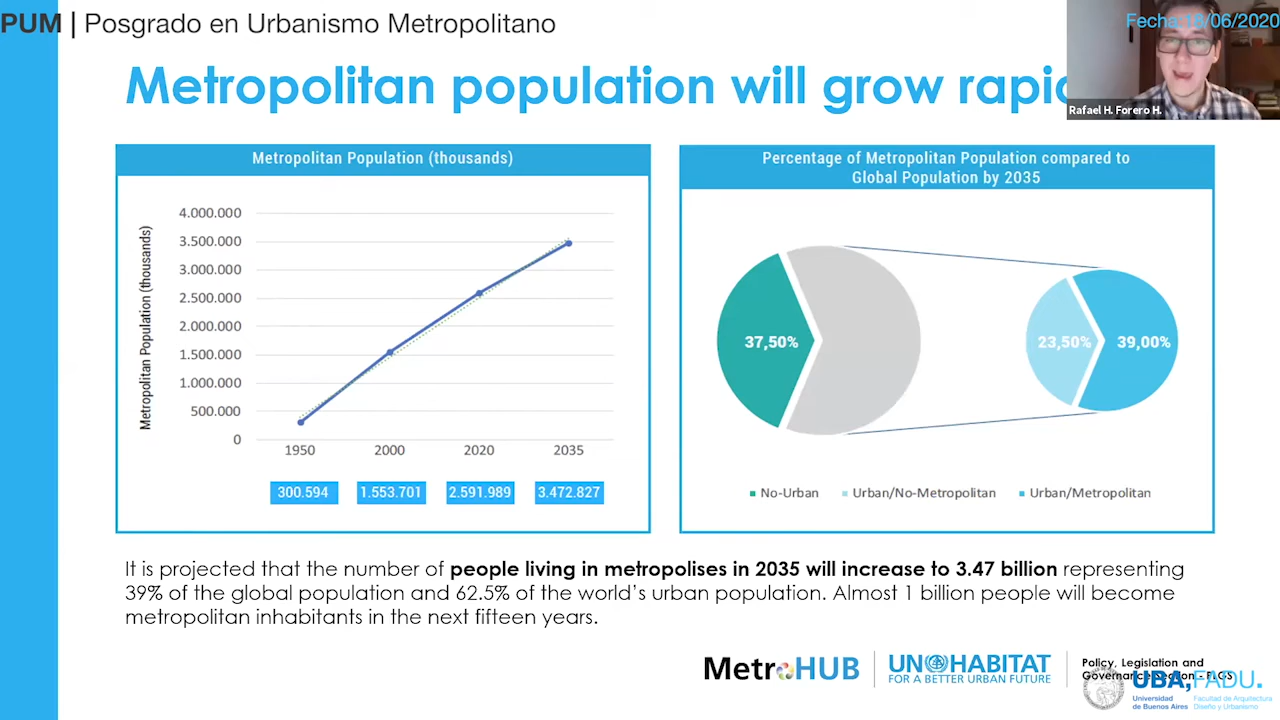 PUM | Posgrado en Urbanismo Metropolitano
Fecha:18/06/2020
Metropolitan population will grow
Rafael H. Forero H.
Metropolitan Population (thousands)
Metropolitan Population (thousands)
4.000.000
3.500.000
3.000.000
2.500.000
2.000.000
1.500.000
1.000.000
500.000
0
1950 2000 2020 2035
300.594 1.553.701 2.591.989 3.472.827
Percentage of Metropolitan Population compared to
Global Population by 2035
37,50%
23,50% 39,00%
No-Urban Urban/No-Metropolitan Urban/Metropolitan
It is projected that the number of people living in metropolises in 2035 will increase to 3.47 billion representing
39% of the global population and 62.5% of the world's urban population. Almost 1 billion people will become
metropolitan inhabitants in the next fifteen years.
MetroHUB
UN HABITAT
FOR A BETTER URBAN FUTURE
Policy, Legislation and
Governance Section - PLGS
UBA, FADU.
Universidad
de Buenos Aires
Facultad de Arquitectura
Diseño y Urbanismo